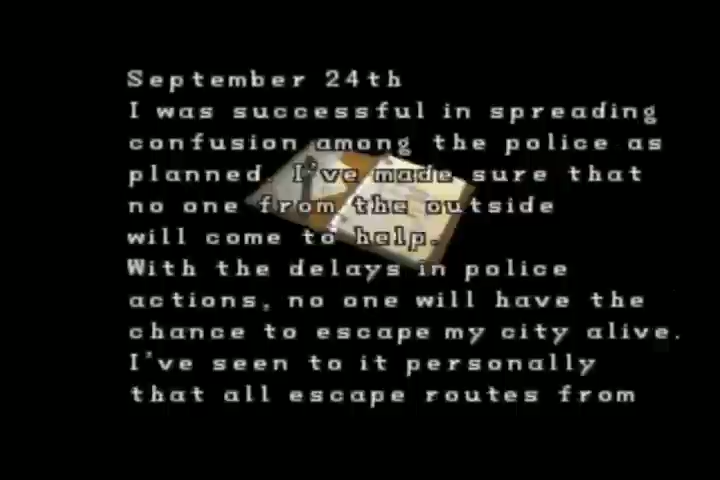 September 24th
I was successful in spreading
confusion among the police as
planned. I've made sure that
no one from the outside
will come to help.
With the delays in police
actions, no one will have the
chance to escape my city alive.
I've seen to it personally
that all escape routes from